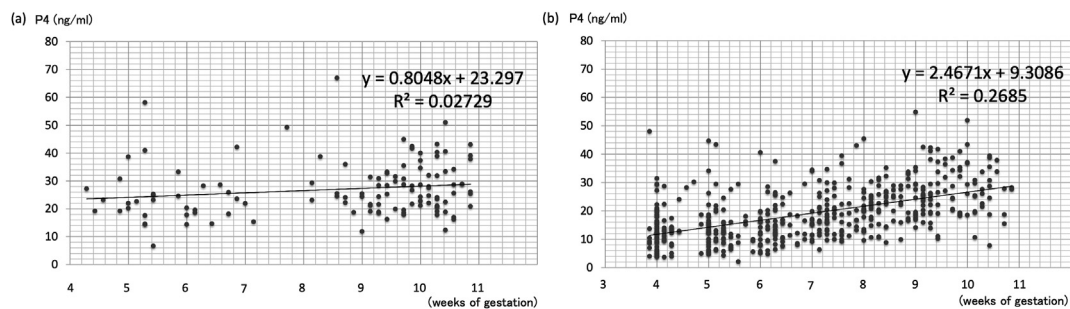 (a) P4 (ng/ml)
80
70
60
50
40
30
20
10
0
y = 0.8048x + 23.297
R² = 0.02729
4 5 6 7 8 9 10 11
(weeks of gestation)
(b) P4 (ng/ml)
80
70
60
50
40
30
20
10
0
y = 2.4671x + 9.3086
R² = 0.2685
3 4 5 6 7 8 9 10 11
(weeks of gestation)